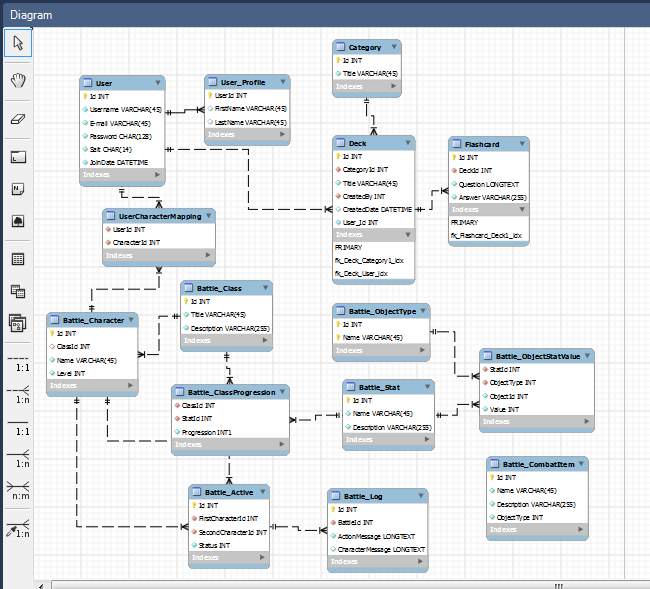 Diagram
Category
Id INT
Title VARCHAR(45)
Indexes
User
Id INT
Username VARCHAR(45)
E-mail VARCHAR(45)
Password CHAR(128)
Salt CHAR(14)
JoinDate DATETIME
Indexes
User_Profile
UserId INT
FirstName VARCHAR(45)
LastName VARCHAR(45)
Indexes
Deck
Id INT
CategoryId INT
Title VARCHAR(45)
CreatedBy INT
CreatedDate DATETIME
User_Id INT
Indexes
PRIMARY
fk_Deck_Category1_idx
fk_Deck_User_idx
Flashcard
Id INT
DeckId INT
Question LONGTEXT
Answer VARCHAR(255)
Indexes
PRIMARY
fk_Flashcard_Deck1_idx
UserCharacterMapping
UserId INT
CharacterId INT
Indexes
Battle_Class
Id INT
Title VARCHAR(45)
Description VARCHAR(255)
Indexes
Battle_Character
Id INT
ClassId INT
Name VARCHAR(45)
Level INT
Indexes
Battle_ObjectType
Id INT
Name VARCHAR(45)
Indexes
Battle_ObjectStatValue
StatId INT
ObjectType INT
ObjectId INT
Value INT
Indexes
Battle_ClassProgression
ClassId INT
StatId INT
Progression INT1
Indexes
Battle_Stat
Id INT
Name VARCHAR(45)
Description VARCHAR(255)
Indexes
Battle_CombatItem
Id INT
Name VARCHAR(45)
Description VARCHAR(255)
ObjectType INT
Indexes
Battle_Active
Id INT
FirstCharacterId INT
SecondCharacterId INT
Status INT
Indexes
Battle_Log
Id INT
BattleId INT
ActionMessage LONGTEXT
CharacterMessage LONGTEXT
Indexes
1:1
1:n
1:1
1:n
n:m
1:n